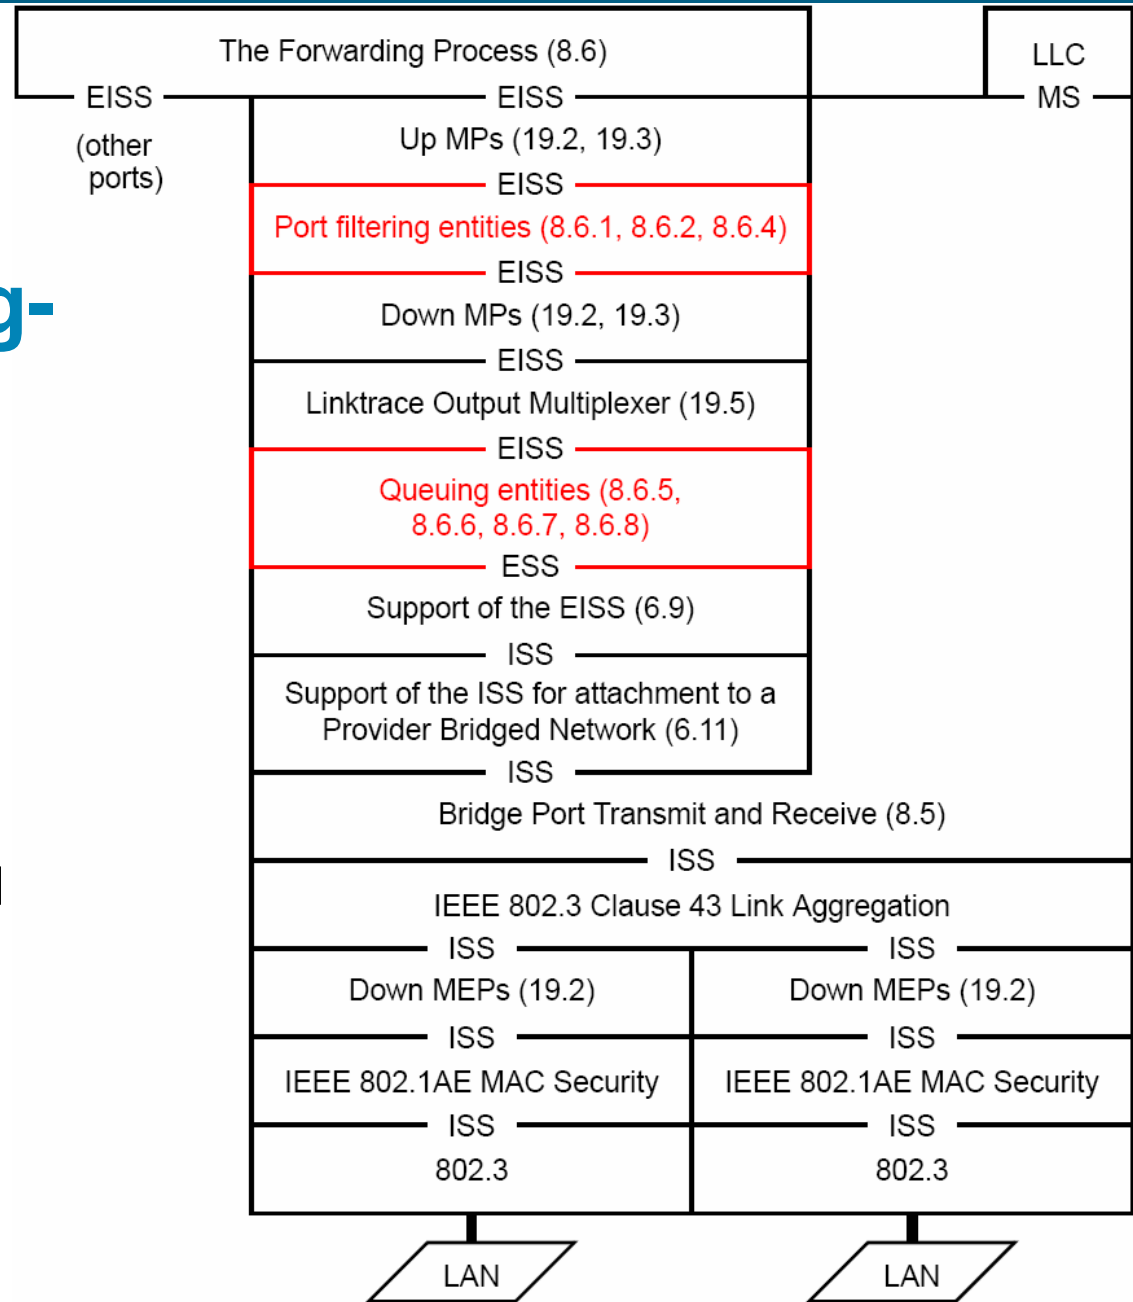 The Forwarding Process (8.6)
LLC
EISS
EISS
MS
(other
ports)
Up MPs (19.2, 19.3)
EISS
Port filtering entities (8.6.1, 8.6.2, 8.6.4)
EISS
g-
Down MPs (19.2, 19.3)
EISS
Linktrace Output Multiplexer (19.5)
EISS
Queuing entities (8.6.5,
8.6.6, 8.6.7, 8.6.8)
ESS
Support of the EISS (6.9)
ISS
Support of the ISS for attachment to a
Provider Bridged Network (6.11)
ISS
Bridge Port Transmit and Receive (8.5)
ISS
IEEE 802.3 Clause 43 Link Aggregation
ISS
ISS
Down MEPs (19.2)
Down MEPs (19.2)
ISS
ISS
IEEE 802.1AE MAC Security
IEEE 802.1AE MAC Security
ISS
ISS
802.3
802.3
LAN
LAN